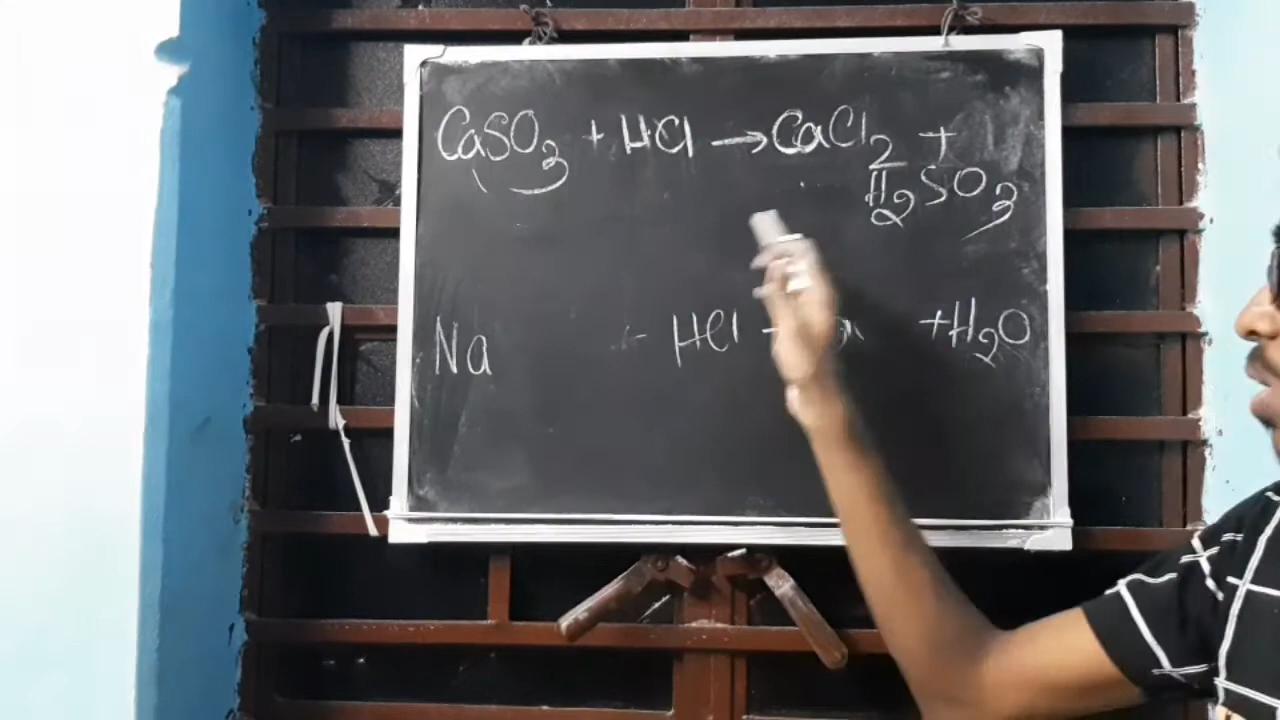 CaSO3 + HCl → CaCl2 +
H2SO3
Na + HCl + H2O